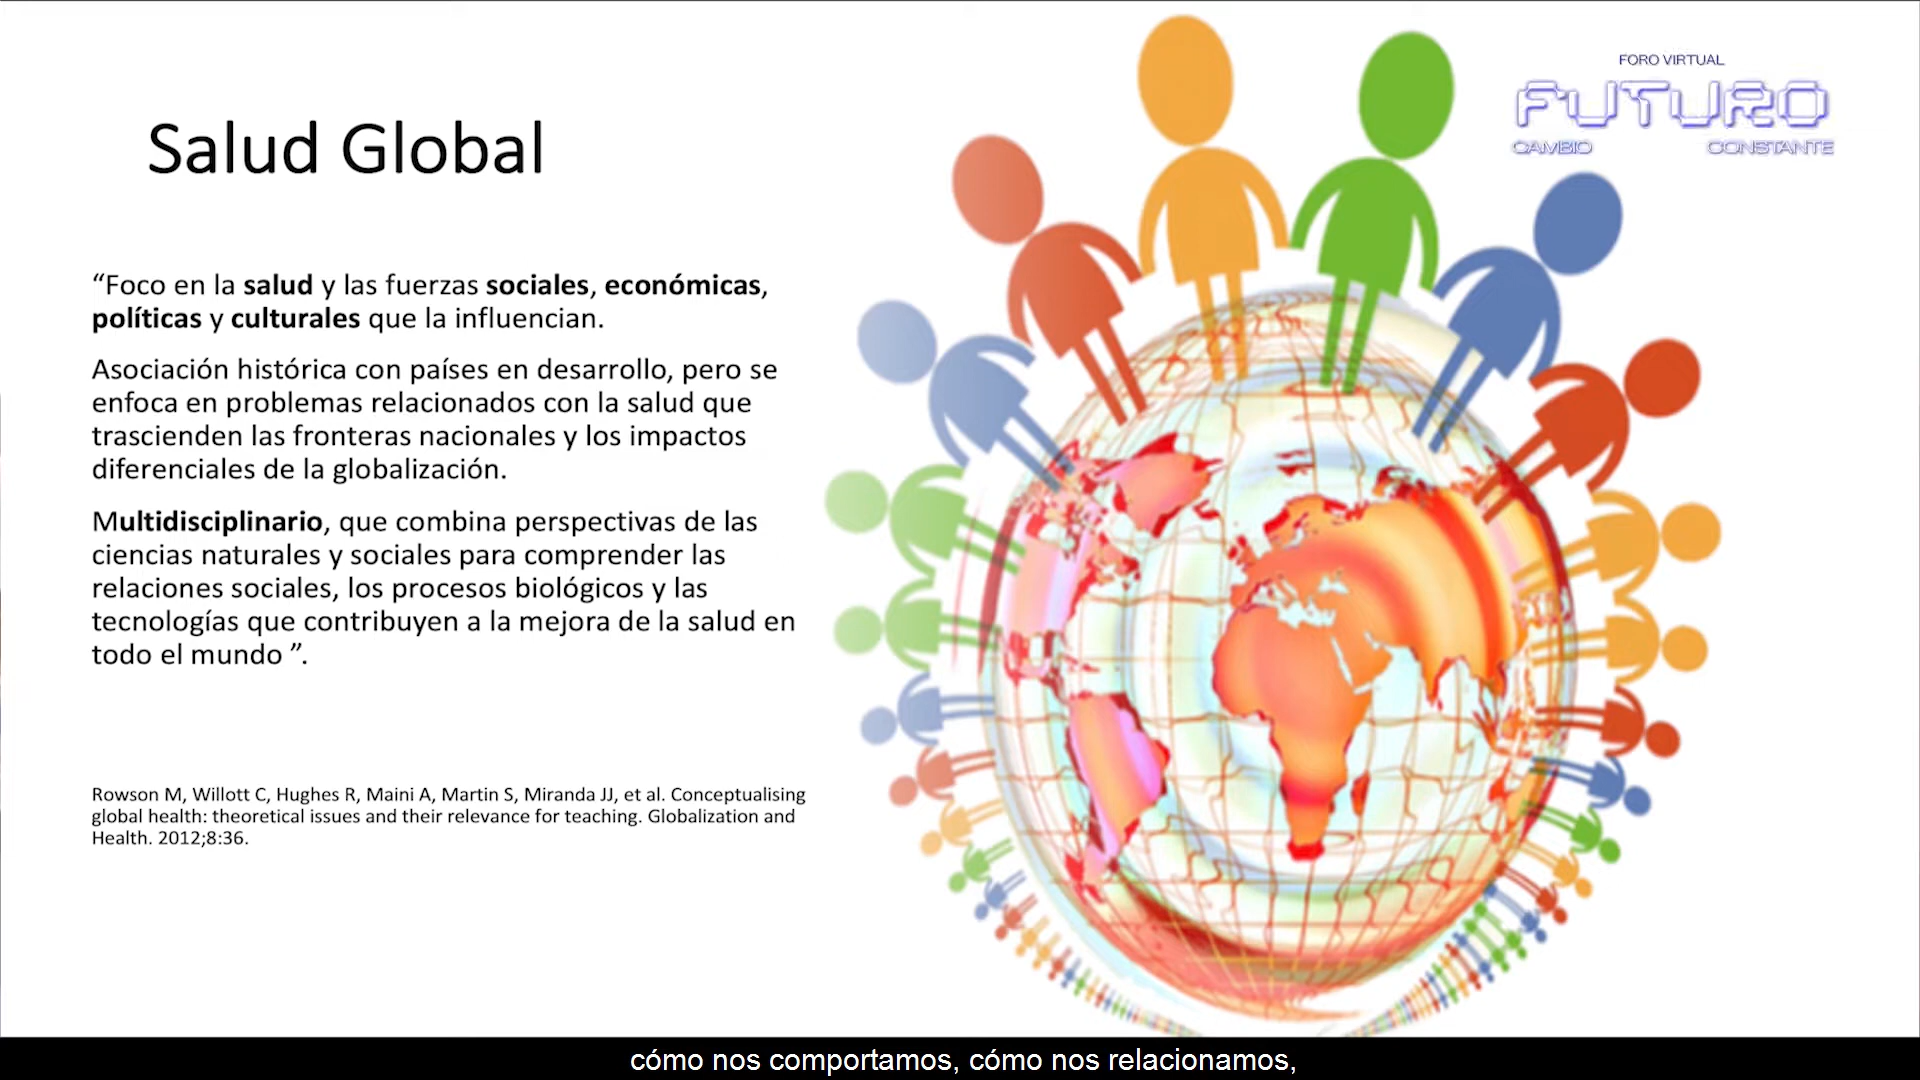 FORO VIRTUAL
FUTURO
CAMBIO CONSTANTE
Salud Global
“Foco en la salud y las fuerzas sociales, económicas,
políticas y culturales que la influencian.
Asociación histórica con países en desarrollo, pero se
enfoca en problemas relacionados con la salud que
trascienden las fronteras nacionales y los impactos
diferenciales de la globalización.
Multidisciplinario, que combina perspectivas de las
ciencias naturales y sociales para comprender las
relaciones sociales, los procesos biológicos y las
tecnologías que contribuyen a la mejora de la salud en
todo el mundo ”.
Rowson M, Willott C, Hughes R, Maini A, Martin S, Miranda JJ, et al. Conceptualising
global health: theoretical issues and their relevance for teaching. Globalization and
Health. 2012;8:36.
cómo nos comportamos, cómo nos relacionamos,